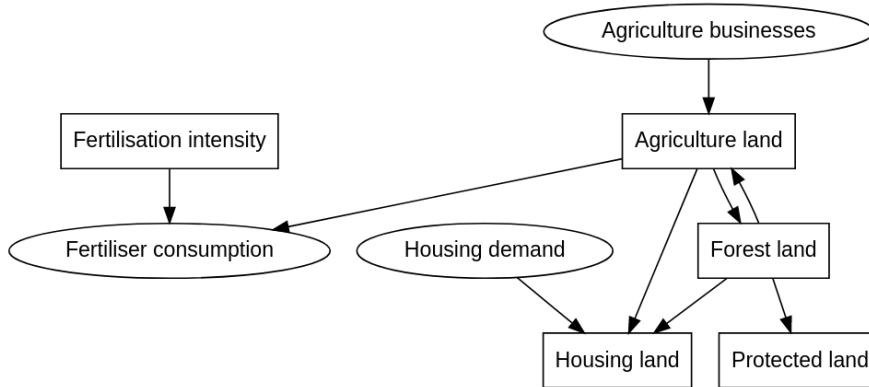 Agriculture businesses
Fertilisation intensity
Agriculture land
Fertiliser consumption
Housing demand
Forest land
Housing land
Protected land